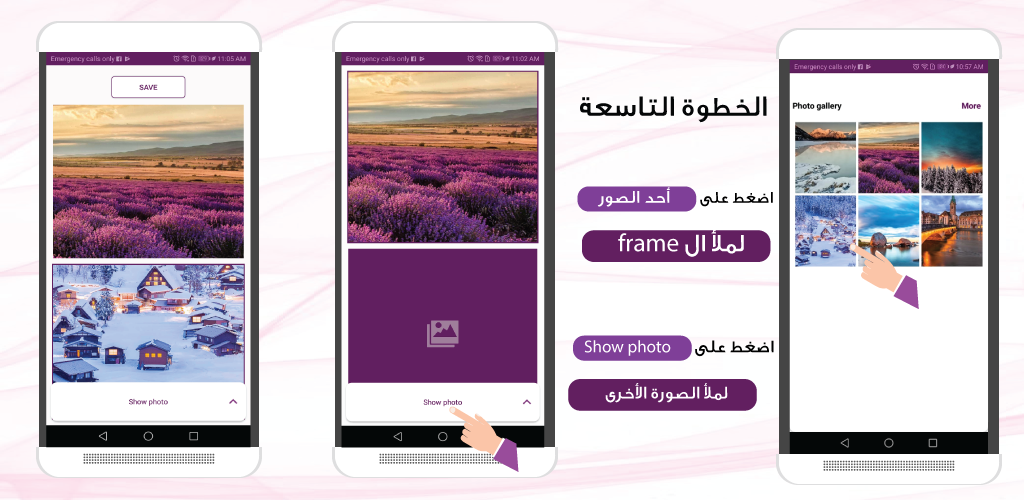 الخطوة التاسعة
اضغط على أحد الصور
لملأ ال frame
اضغط على Show photo
لملأ الصورة الأخرى
Emergency calls only 10:57 AM
Photo gallery More
Emergency calls only 11:02 AM
Show photo
Emergency calls only 11:05 AM
SAVE
Show photo